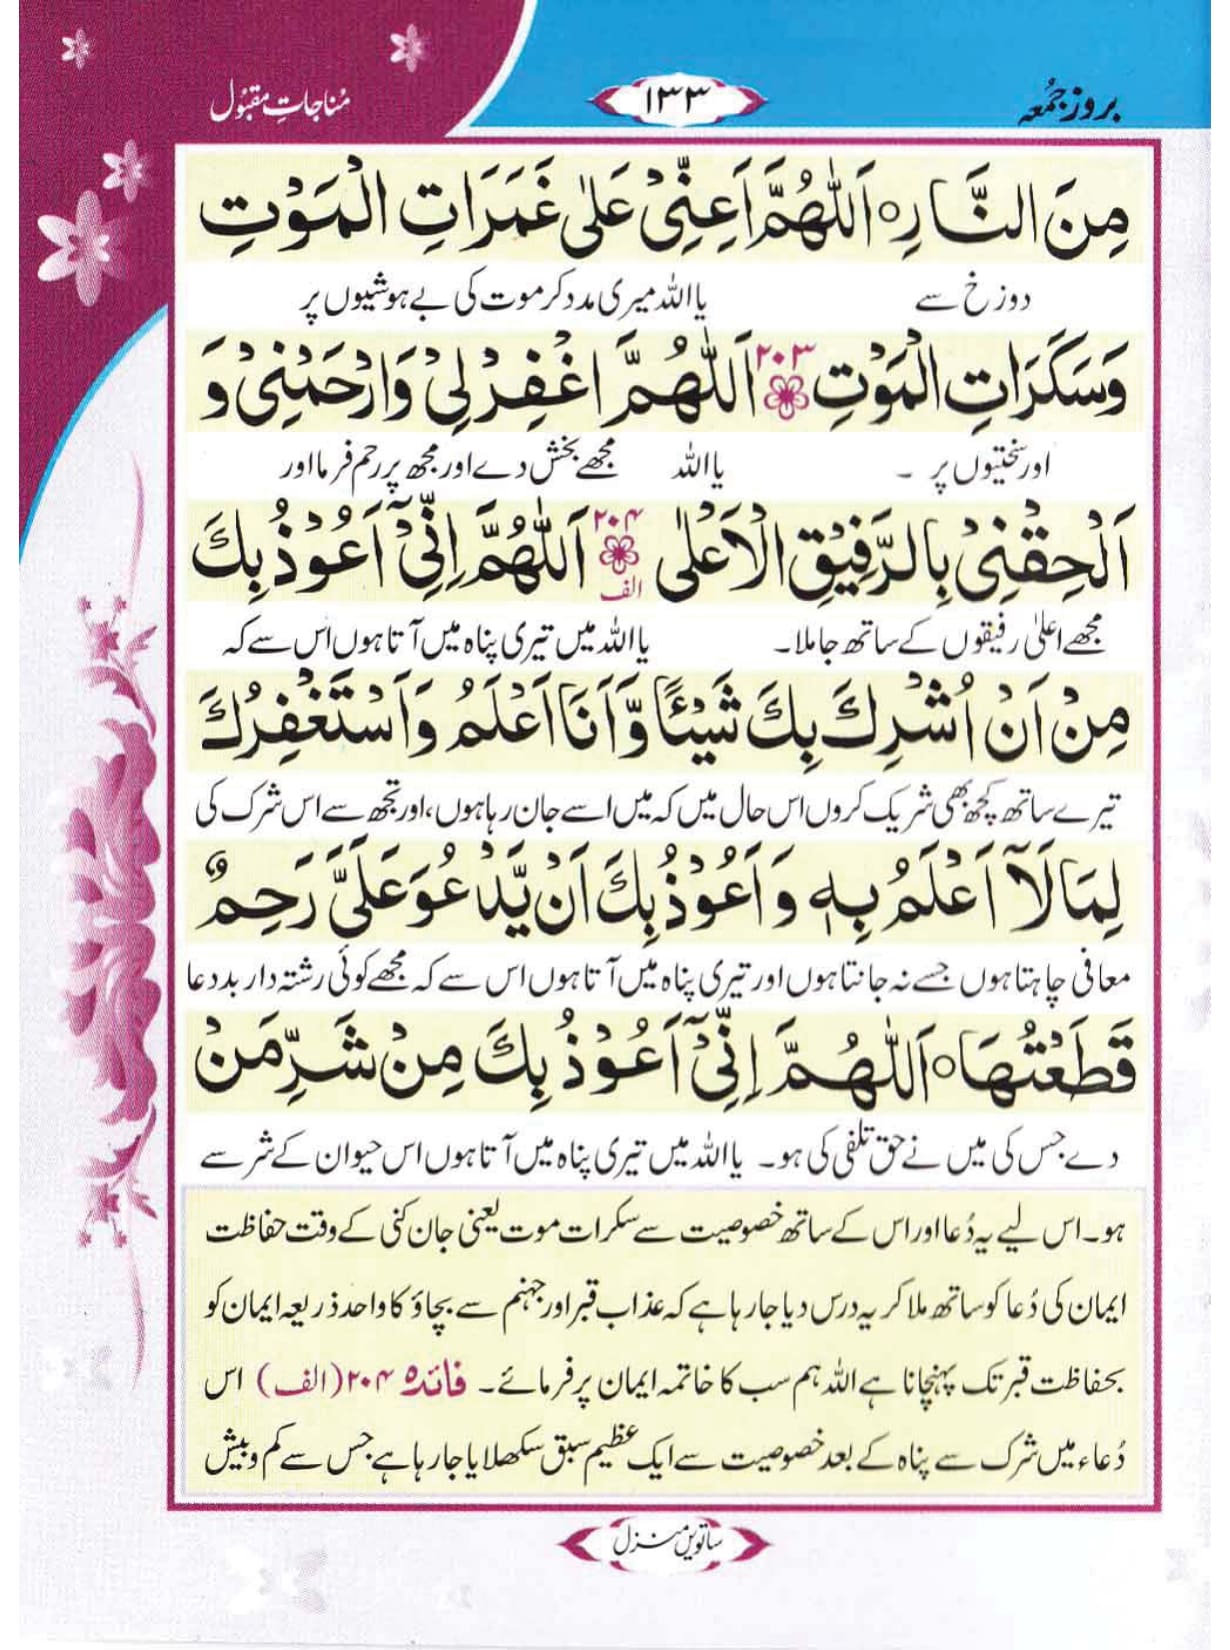 بروز جُمعہ
۱۳۳
مُناجاتِ مقبُول
مِنَ النَّارِ ○ اَللّٰهُمَّ اَعِنِّیْ عَلٰی غَمَرَاتِ الْمَوْتِ
دوزخ سے یا اللہ میری مدد کر موت کی بے ہوشیوں پر
وَسَكَرَاتِ الْمَوْتِ ۲۰۳ اَللّٰهُمَّ اغْفِرْ لِیْ وَارْحَمْنِیْ وَ
اور سختیوں پر ۔ یا اللہ مجھے بخش دے اور مجھ پر رحم فرما اور
اَلْحِقْنِیْ بِالرَّفِیْقِ الْاَعْلٰی ۲۰۴ الف اَللّٰهُمَّ اِنِّیْۤ اَعُوْذُ بِكَ
مجھے اعلیٰ رفیقوں کے ساتھ جا ملا۔ یا اللہ میں تیری پناہ میں آتا ہوں اُس سے کہ
مِنْ اَنْ اُشْرِكَ بِكَ شَیْئًا وَّاَنَا اَعْلَمُ وَاَسْتَغْفِرُكَ
تیرے ساتھ کچھ بھی شریک کروں اس حال میں کہ میں اسے جان رہا ہوں، اور تجھ سے اس شرک کی
لِمَا لَاۤ اَعْلَمُ بِهٖ وَاَعُوْذُ بِكَ اَنْ یَّدْعُوَ عَلَیَّ رَحِمٌ
معافی چاہتا ہوں جسے نہ جانتا ہوں اور تیری پناہ میں آتا ہوں اس سے کہ مجھے کوئی رشتہ دار بددعا
قَطَعْتُهَا ○ اَللّٰهُمَّ اِنِّیْۤ اَعُوْذُ بِكَ مِنْ شَرِّ مَنْ
دے جس کی میں نے حق تلفی کی ہو۔ یا اللہ میں تیری پناہ میں آتا ہوں اس حیوان کے شر سے
ہو۔ اس لیے یہ دُعا اور اس کے ساتھ خصوصیت سے سکرات موت یعنی جان کنی کے وقت حفاظت
ایمان کی دُعا کو ساتھ ملا کر یہ درس دیا جا رہا ہے کہ عذاب قبر اور جہنم سے بچاؤ کا واحد ذریعہ ایمان کو
بحفاظت قبر تک پہنچانا ہے اللہ ہم سب کا خاتمہ ایمان پر فرمائے۔ فائدہ ۲۰۴ (الف) اس
دُعاء میں شرک سے پناہ کے بعد خصوصیت سے ایک عظیم سبق سکھلایا جا رہا ہے جس سے کم و بیش
ساتویں منزل